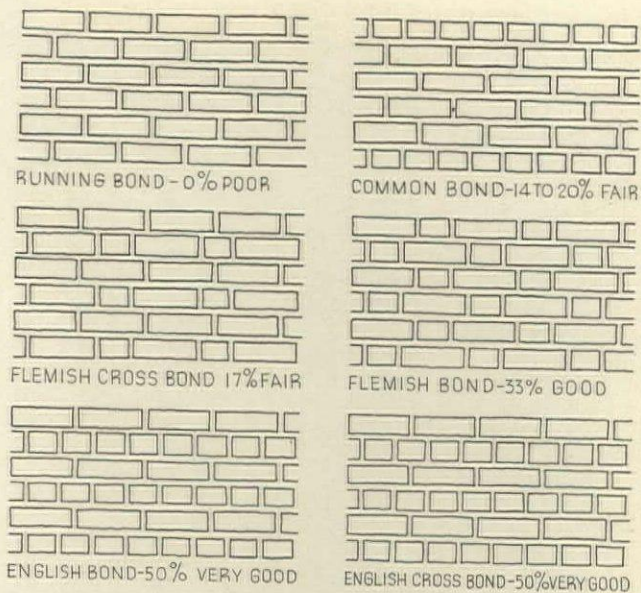 RUNNING BOND-0% POOR
COMMON BOND-14 TO 20% FAIR
FLEMISH CROSS BOND 17% FAIR
FLEMISH BOND-33% GOOD
ENGLISH BOND-50% VERY GOOD
ENGLISH CROSS BOND-50% VERY GOOD